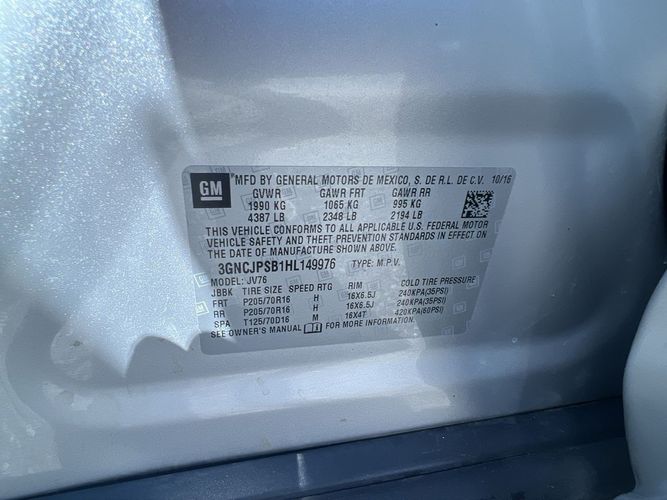 GM
MFD BY GENERAL MOTORS DE MEXICO, S. DE R.L. DE C.V. 10/16
GVWR GAWR FRT GAWR RR
1990 KG 1065 KG 995 KG
4387 LB 2348 LB 2194 LB
THIS VEHICLE CONFORMS TO ALL APPLICABLE U.S. FEDERAL MOTOR
VEHICLE SAFETY AND THEFT PREVENTION STANDARDS IN EFFECT ON
THE DATE OF MANUFACTURE SHOWN ABOVE.
3GNCJPSB1HL149976 TYPE: M.P.V.
MODEL: JV76
JBBK TIRE SIZE SPEED RTG RIM COLD TIRE PRESSURE
FRT P205/70R16 H 16X6.5J 240KPA(35PSI)
RR P205/70R16 H 16X6.5J 240KPA(35PSI)
SPA T125/70D16 M 16X4T 420KPA(60PSI)
SEE OWNER'S MANUAL FOR MORE INFORMATION.